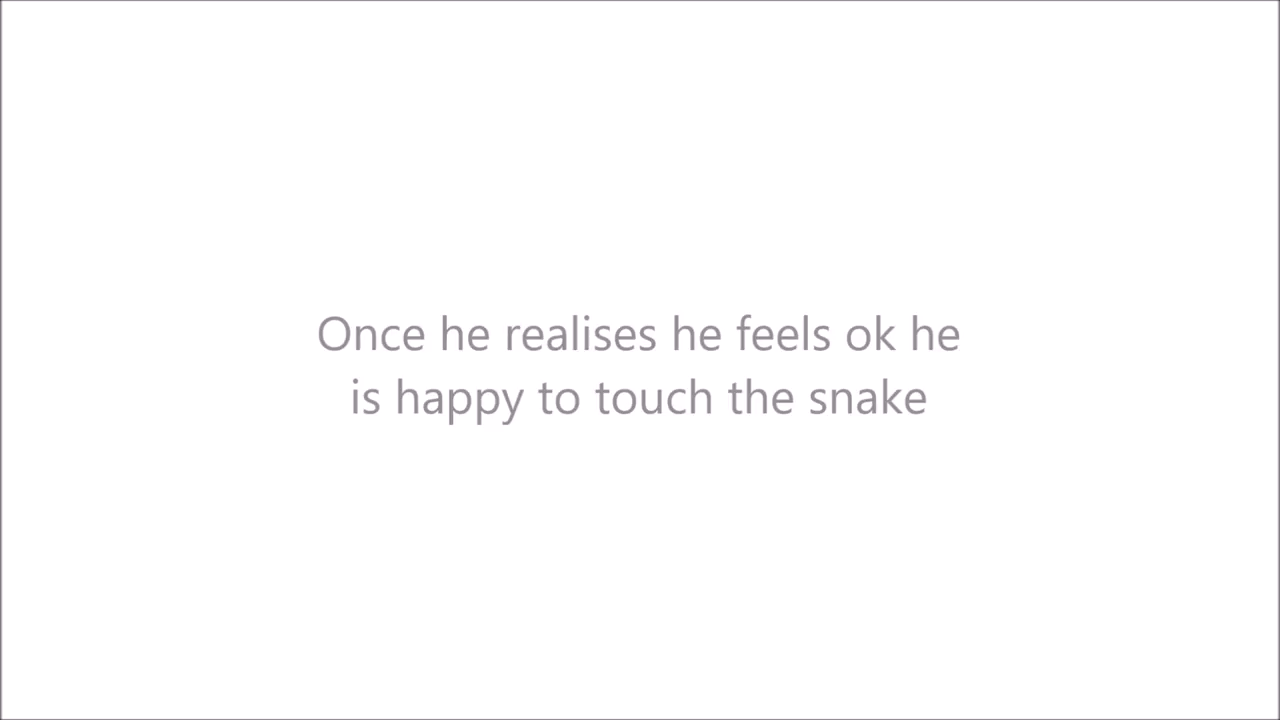 Once he realises he feels ok he
is happy to touch the snake